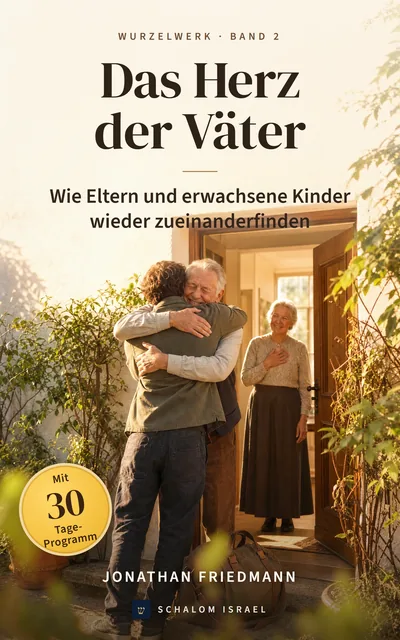 WURZELWERK · BAND 2
Das Herz
der Väter
Wie Eltern und erwachsene Kinder
wieder zueinanderfinden
Mit
30
Tage-
Programm
JONATHAN FRIEDMANN
ש SCHALOM ISRAEL